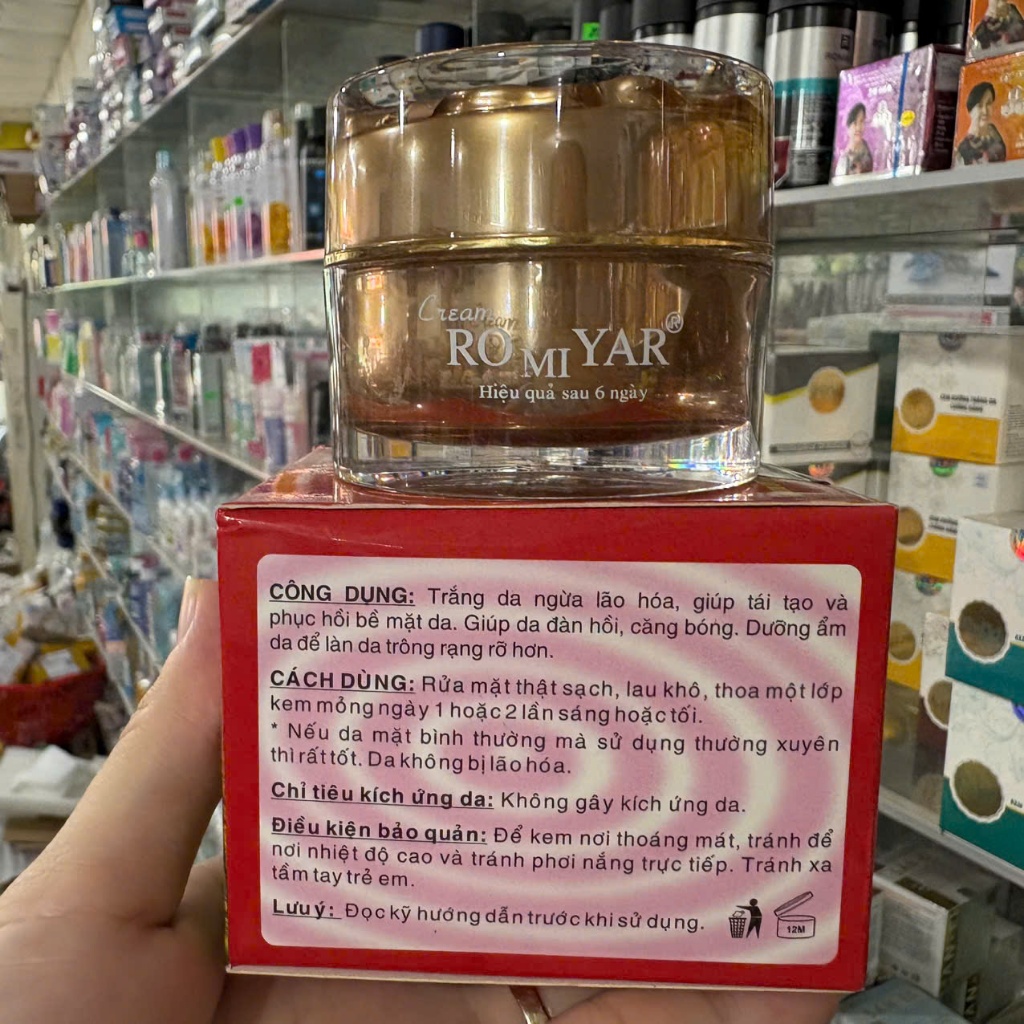 Cream
RO MI YAR®
Hiệu quả sau 6 ngày
CÔNG DỤNG: Trắng da ngừa lão hóa, giúp tái tạo và
phục hồi bề mặt da. Giúp da đàn hồi, căng bóng. Dưỡng ẩm
da để làn da trông rạng rỡ hơn.
CÁCH DÙNG: Rửa mặt thật sạch, lau khô, thoa một lớp
kem mỏng ngày 1 hoặc 2 lần sáng hoặc tối.
* Nếu da mặt bình thường mà sử dụng thường xuyên
thì rất tốt. Da không bị lão hóa.
Chỉ tiêu kích ứng da: Không gây kích ứng da.
Điều kiện bảo quản: Để kem nơi thoáng mát, tránh để
nơi nhiệt độ cao và tránh phơi nắng trực tiếp. Tránh xa
tầm tay trẻ em.
Lưu ý: Đọc kỹ hướng dẫn trước khi sử dụng.
12M